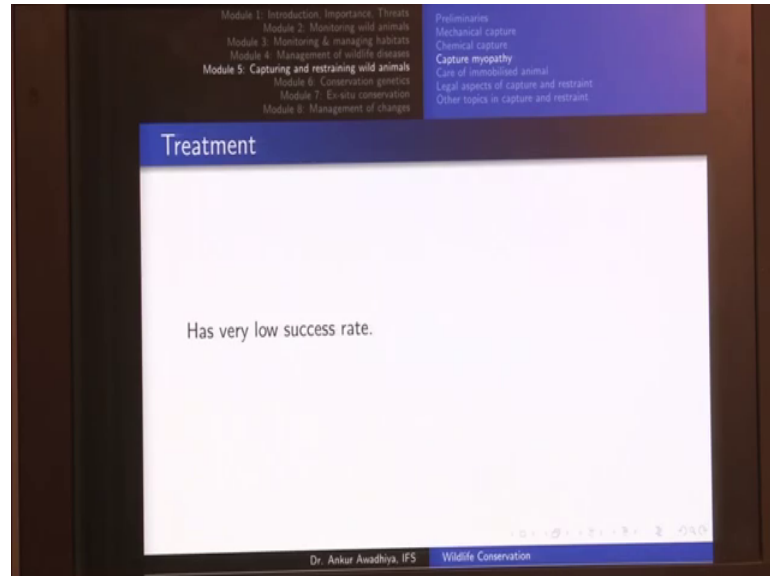 Module 1: Introduction, Importance, Threats
Module 2: Monitoring wild animals
Module 3: Monitoring & managing habitats
Module 4: Management of wildlife diseases
Module 5: Capturing and restraining wild animals
Module 6: Conservation genetics
Module 7: Ex-situ conservation
Module 8: Management of changes
Preliminaries
Mechanical capture
Chemical capture
Capture myopathy
Care of immobilised animal
Legal aspects of capture and restraint
Other topics in capture and restraint
Treatment
Has very low success rate.
Dr. Ankur Awadhiya, IFS
Wildlife Conservation